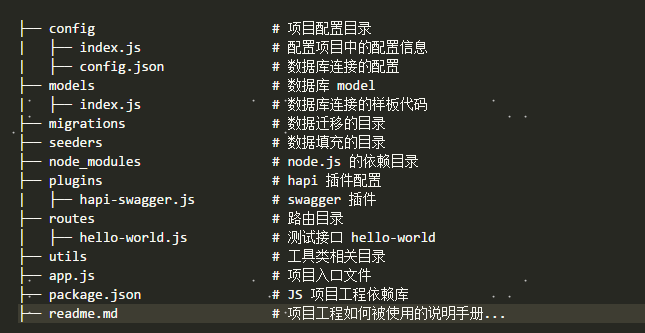 ├── config                       # 项目配置目录
|   ├── index.js                 # 配置项目中的配置信息
|   ├── config.json              # 数据库连接的配置
├── models                       # 数据库 model
|   ├── index.js                 # 数据库连接的样板代码
├── migrations                   # 数据迁移的目录
├── seeders                      # 数据填充的目录
├── node_modules                 # node.js 的依赖目录
├── plugins                      # hapi 插件配置
|   ├── hapi-swagger.js          # swagger 插件
├── routes                       # 路由目录
|   ├── hello-world.js           # 测试接口 hello-world
├── utils                        # 工具类相关目录
├── app.js                       # 项目入口文件
├── package.json                 # JS 项目工程依赖库
├── readme.md                    # 项目工程如何被使用的说明手册...